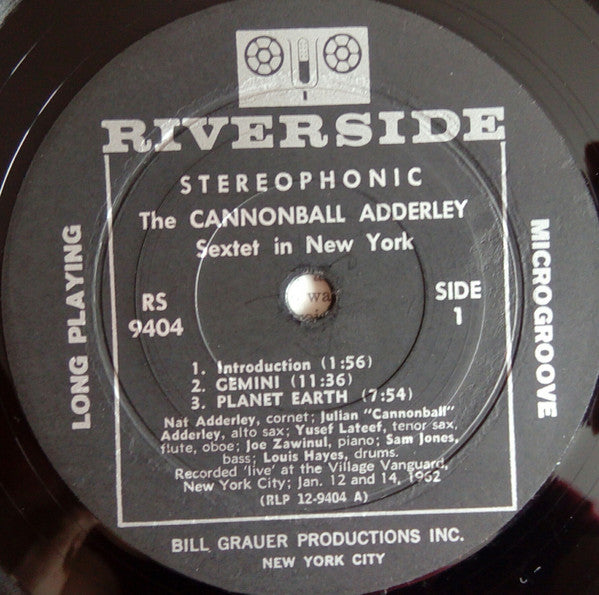 RIVERSIDE
STEREOPHONIC
The CANNONBALL ADDERLEY
Sextet in New York
LONG PLAYING
MICROGROOVE
RS
9404
SIDE
1
1. Introduction (1:56)
2. GEMINI (11:36)
3. PLANET EARTH (7:54)
Nat Adderley, cornet; Julian "Cannonball"
Adderley, alto sax; Yusef Lateef, tenor sax,
flute, oboe; Joe Zawinul, piano; Sam Jones,
bass; Louis Hayes, drums.
Recorded 'live' at the Village Vanguard,
New York City; Jan. 12 and 14, 1962
(RLP 12-9404 A)
BILL GRAUER PRODUCTIONS INC.
NEW YORK CITY